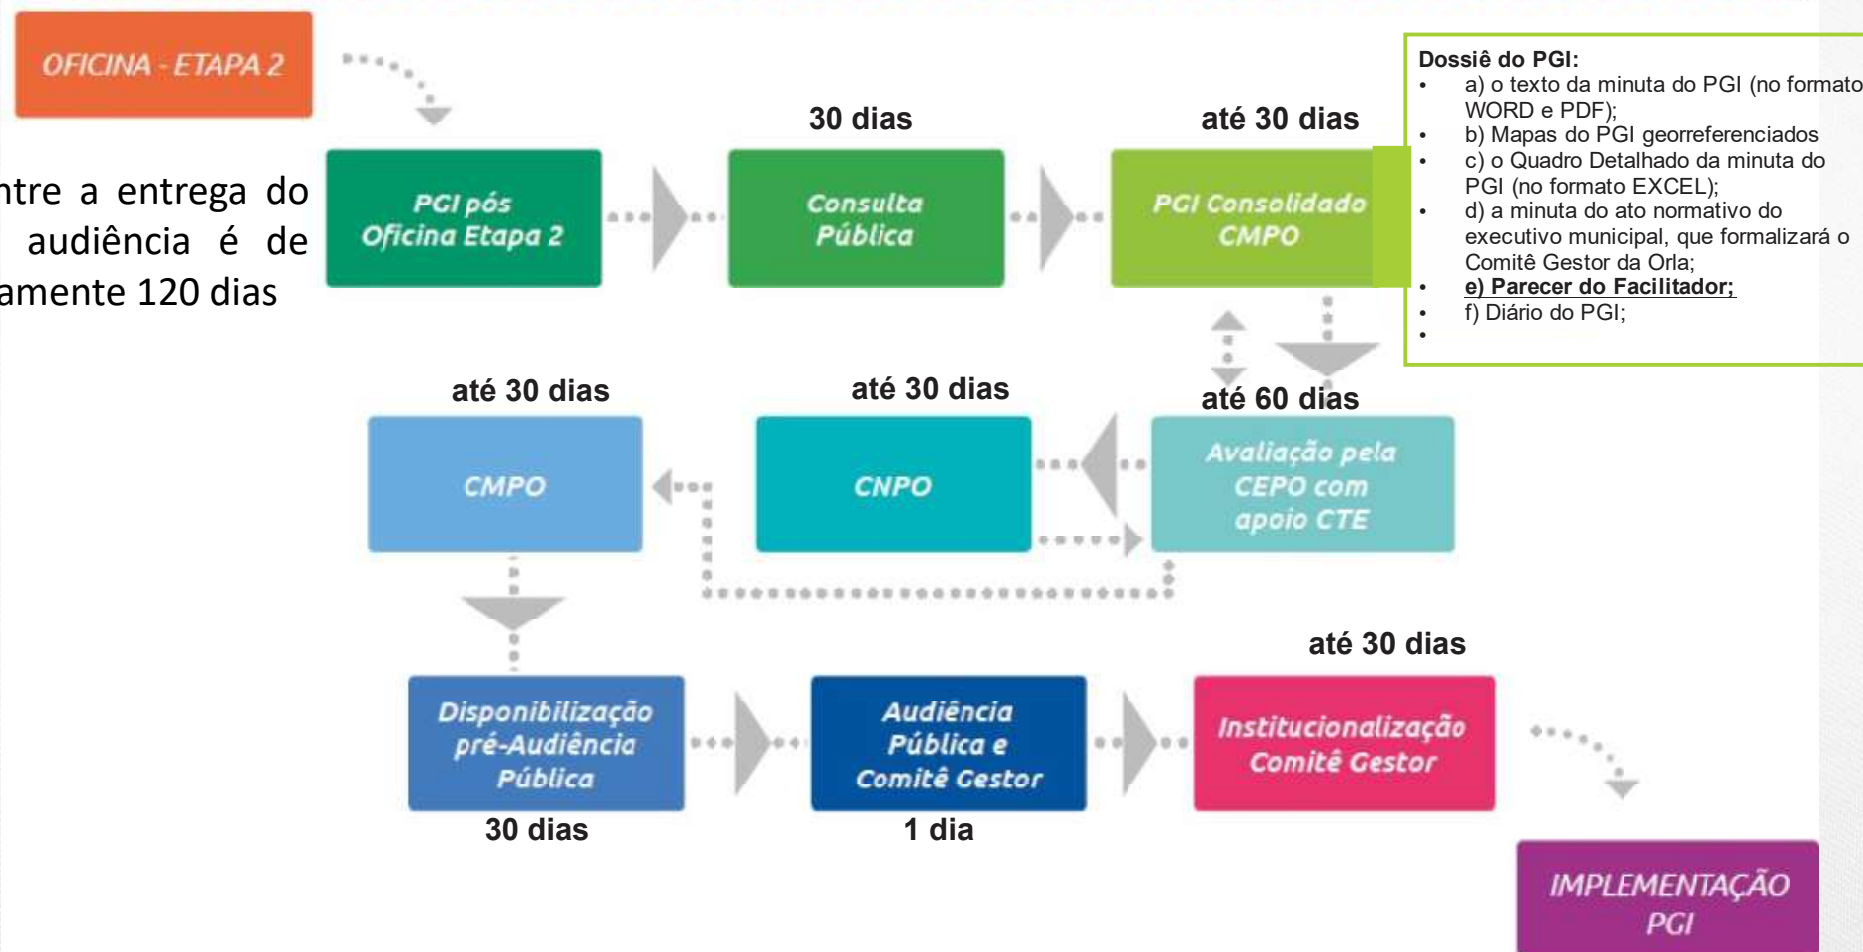 OFICINA - ETAPA 2
Dossiê do PGI:
• a) o texto da minuta do PGI (no formato
WORD e PDF);
• b) Mapas do PGI georreferenciados
• c) o Quadro Detalhado da minuta do
PGI (no formato EXCEL);
• d) a minuta do ato normativo do
executivo municipal, que formalizará o
Comitê Gestor da Orla;
• e) Parecer do Facilitador;
• f) Diário do PGI;
•
30 dias
até 30 dias
ntre a entrega do
audiência é de
amente 120 dias
PGI pós
Oficina Etapa 2
Consulta
Pública
PGI Consolidado
CMPO
até 30 dias
até 30 dias
até 60 dias
CMPO
CNPO
Avaliação pela
CEPO com
apoio CTE
até 30 dias
Disponibilização
pré-Audiência
Pública
Audiência
Pública e
Comitê Gestor
Institucionalização
Comitê Gestor
30 dias
1 dia
IMPLEMENTAÇÃO
PGI